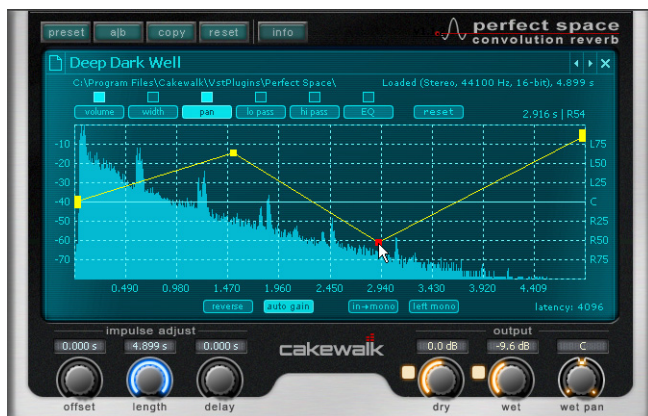 preset a|b copy reset info
perfect space
convolution reverb
Deep Dark Well
C:\Program Files\Cakewalk\VstPlugins\Perfect Space\ Loaded (Stereo, 44100 Hz, 16-bit), 4.899 s
volume width pan lo pass hi pass EQ reset 2.916 s | R54
-10 L75
-20 L50
-30 L25
-40 C
-50 R25
-60 R50
-70 R75
0.490 0.980 1.470 1.960 2.450 2.940 3.430 3.920 4.409
reverse auto gain in→mono left mono latency: 4096
impulse adjust output
0.000 s 4.899 s 0.000 s cakewalk 0.0 dB -9.6 dB C
offset length delay dry wet wet pan